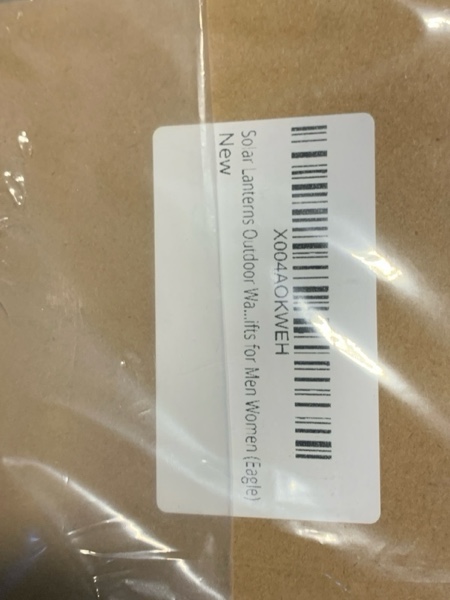 X004AOKWEH
Solar Lanterns Outdoor Wa...ifts for Men Women (Eagle)
New